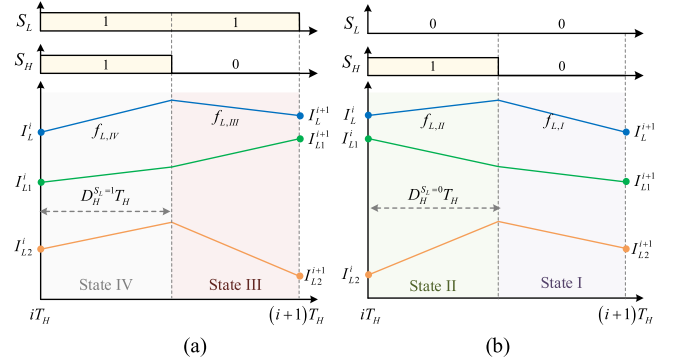 S_L 1 1
S_H 1 0
I_L^i f_{L,IV} f_{L,III} I_L^{i+1}
I_{L1}^{i+1}
I_{L1}^i
D_H^{S_L=1}T_H
I_{L2}^i
I_{L2}^{i+1}
State IV State III
iT_H (i+1)T_H
(a)
S_L 0 0
S_H 1 0
I_L^i f_{L,II} f_{L,I} I_L^{i+1}
I_{L1}^i
I_{L1}^{i+1}
D_H^{S_L=0}T_H
I_{L2}^{i+1}
I_{L2}^i
State II State I
iT_H (i+1)T_H
(b)